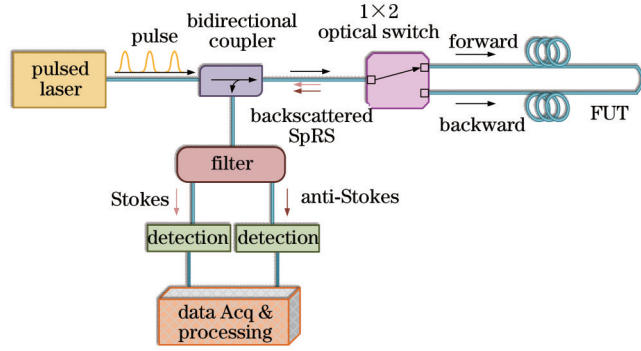 pulse
bidirectional
coupler
1×2
optical switch
pulsed
laser
forward
backward
FUT
backscattered
SpRS
filter
Stokes
anti-Stokes
detection
detection
data Acq &
processing